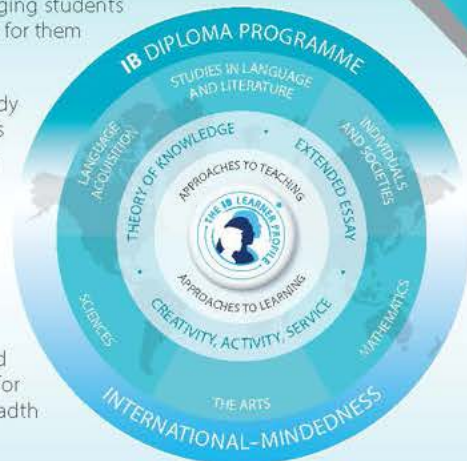 ging students
for them
dy
s
d
for
adth
IB DIPLOMA PROGRAMME
STUDIES IN LANGUAGE
AND LITERATURE
LANGUAGE
ACQUISITION
INDIVIDUALS
AND SOCIETIES
THEORY OF KNOWLEDGE
EXTENDED ESSAY
APPROACHES TO TEACHING
THE IB LEARNER PROFILE
APPROACHES TO LEARNING
CREATIVITY, ACTIVITY, SERVICE
SCIENCES
MATHEMATICS
THE ARTS
INTERNATIONAL-MINDEDNESS